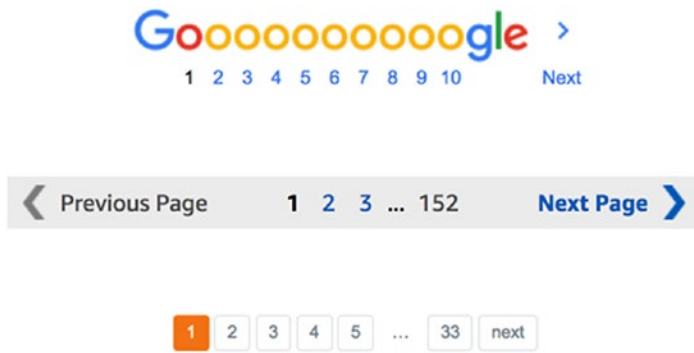 Goooooooooogle >
1 2 3 4 5 6 7 8 9 10 Next
❮ Previous Page 1 2 3 ... 152 Next Page ❯
1 2 3 4 5 ... 33 next